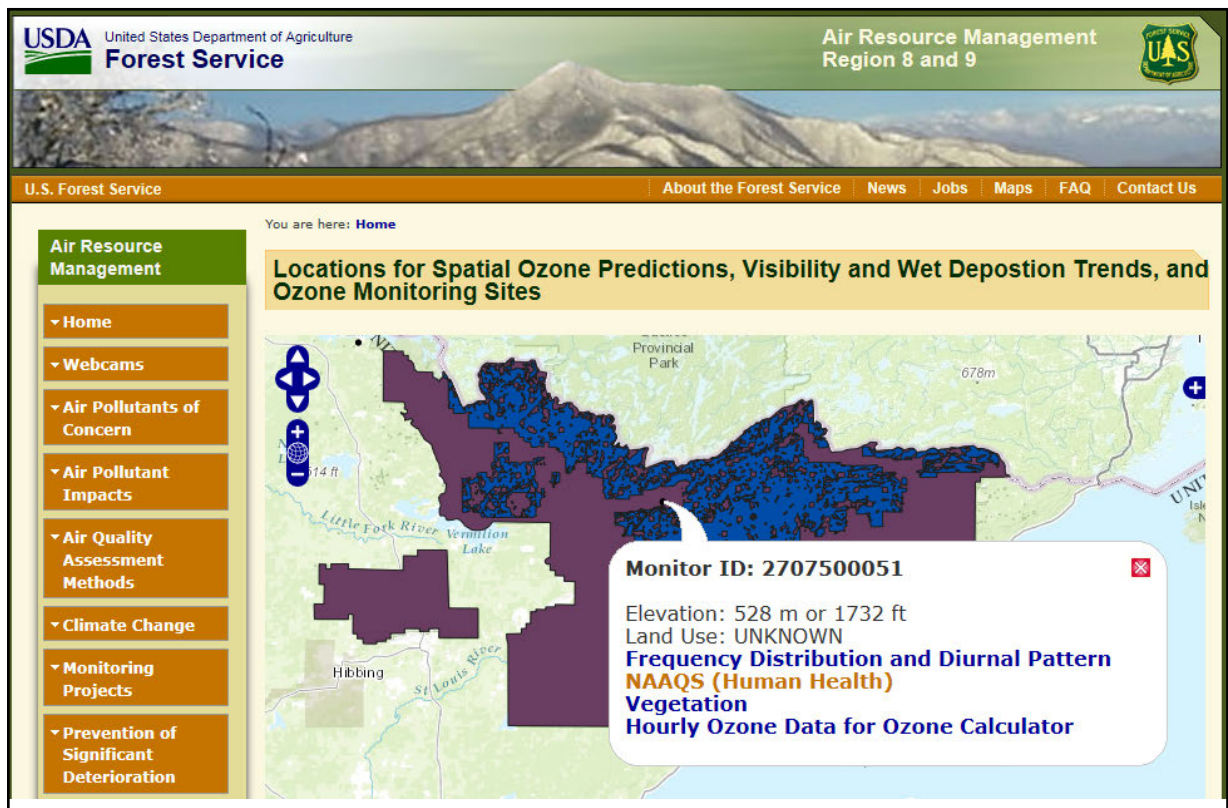 USDA
United States Department of Agriculture
Forest Service
Air Resource Management
Region 8 and 9
FOREST SERVICE
U S
DEPARTMENT OF AGRICULTURE
U.S. Forest Service
About the Forest Service
News
Jobs
Maps
FAQ
Contact Us
You are here: Home
Air Resource
Management
Home
Webcams
Air Pollutants of
Concern
Air Pollutant
Impacts
Air Quality
Assessment
Methods
Climate Change
Monitoring
Projects
Prevention of
Significant
Deterioration
Locations for Spatial Ozone Predictions, Visibility and Wet Depostion Trends, and
Ozone Monitoring Sites
Provincial
Park
678m
Little Fork River
Vermilion
Lake
Hibbing
St Louis River
Monitor ID: 2707500051
Elevation: 528 m or 1732 ft
Land Use: UNKNOWN
Frequency Distribution and Diurnal Pattern
NAAQS (Human Health)
Vegetation
Hourly Ozone Data for Ozone Calculator